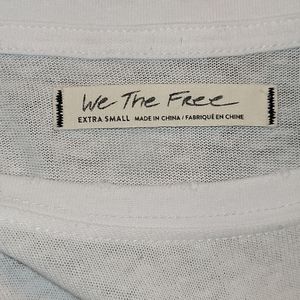 We The Free
EXTRA SMALL MADE IN CHINA / FABRIQUÉ EN CHINE